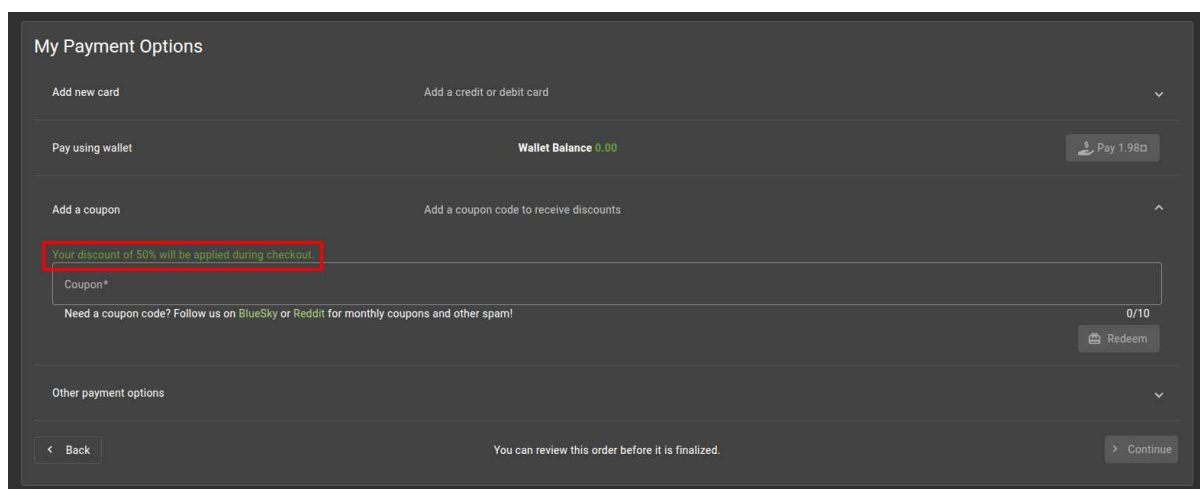 My Payment Options
Add new card Add a credit or debit card
Pay using wallet Wallet Balance 0.00 Pay 1.98¤
Add a coupon Add a coupon code to receive discounts
Your discount of 50% will be applied during checkout.
Coupon*
Need a coupon code? Follow us on BlueSky or Reddit for monthly coupons and other spam! 0/10
Redeem
Other payment options
Back You can review this order before it is finalized. Continue